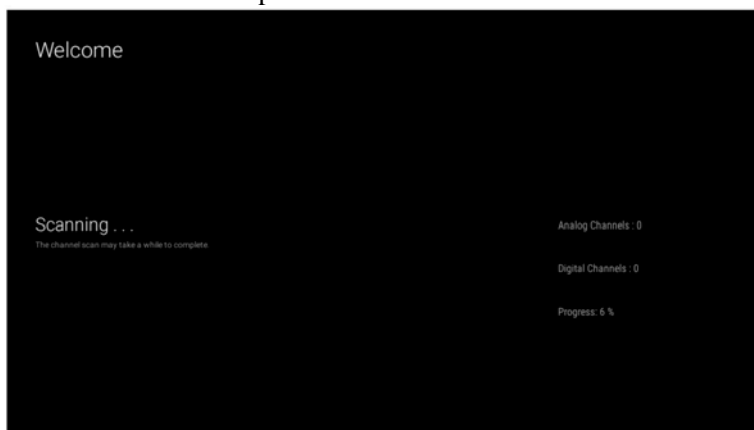 Welcome
Scanning . . .
The channel scan may take a while to complete.
Analog Channels : 0
Digital Channels : 0
Progress: 6 %